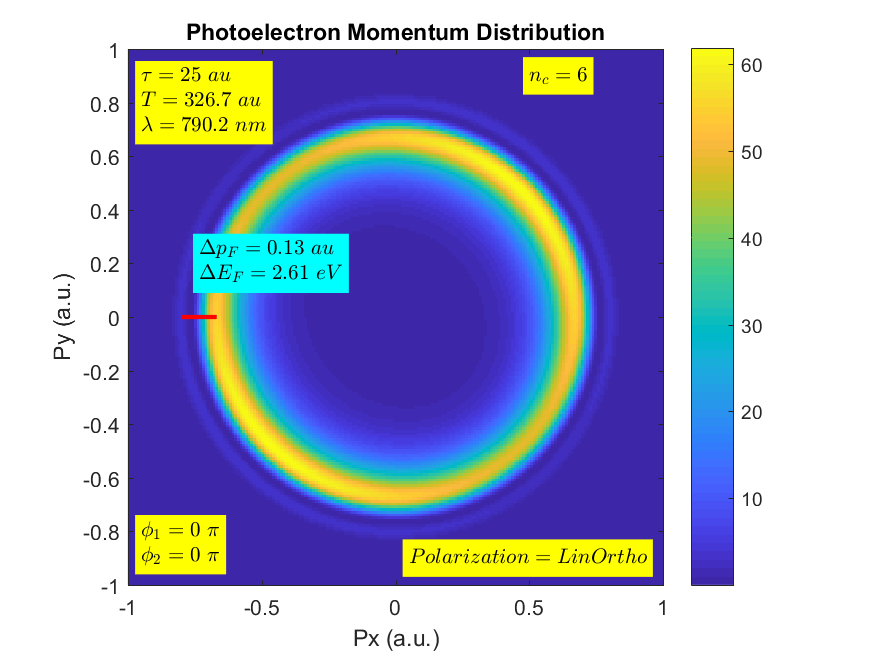 Photoelectron Momentum Distribution
τ = 25 au
T = 326.7 au
λ = 790.2 nm
n_c = 6
Δp_F = 0.13 au
ΔE_F = 2.61 eV
ϕ_1 = 0 π
ϕ_2 = 0 π
Polarization = LinOrtho
Py (a.u.)
1
0.8
0.6
0.4
0.2
0
-0.2
-0.4
-0.6
-0.8
-1
-1 -0.5 0 0.5 1
Px (a.u.)
60
50
40
30
20
10